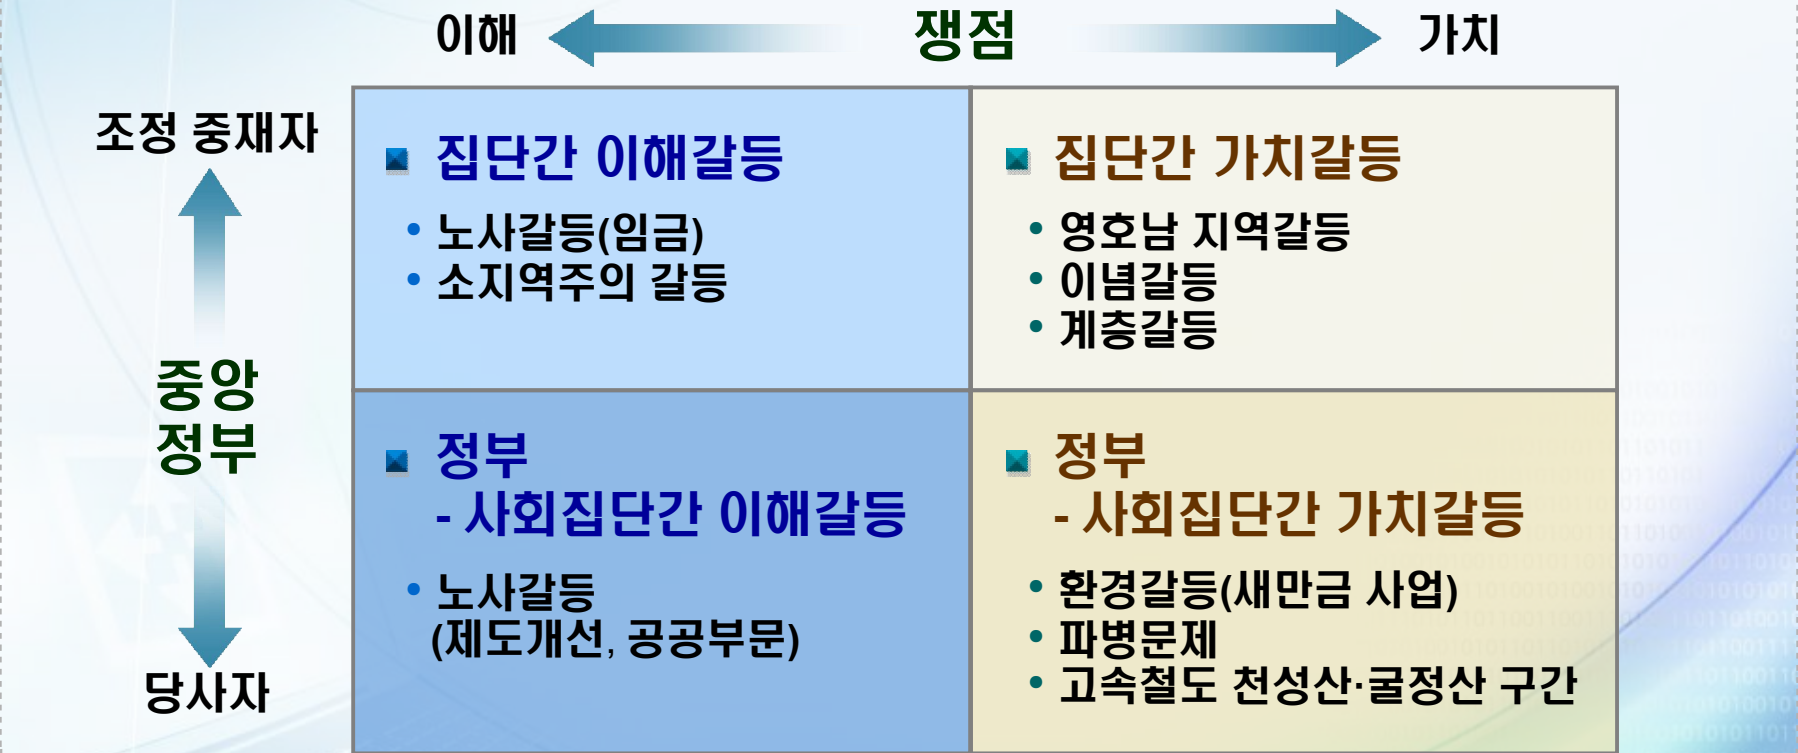 이해
쟁점
가치
조정 중재자
중앙
정부
당사자
집단간 이해갈등
• 노사갈등(임금)
• 소지역주의 갈등
집단간 가치갈등
• 영호남 지역갈등
• 이념갈등
• 계층갈등
정부
- 사회집단간 이해갈등
• 노사갈등
(제도개선, 공공부문)
정부
- 사회집단간 가치갈등
• 환경갈등(새만금 사업)
• 파병문제
• 고속철도 천성산·굴정산 구간